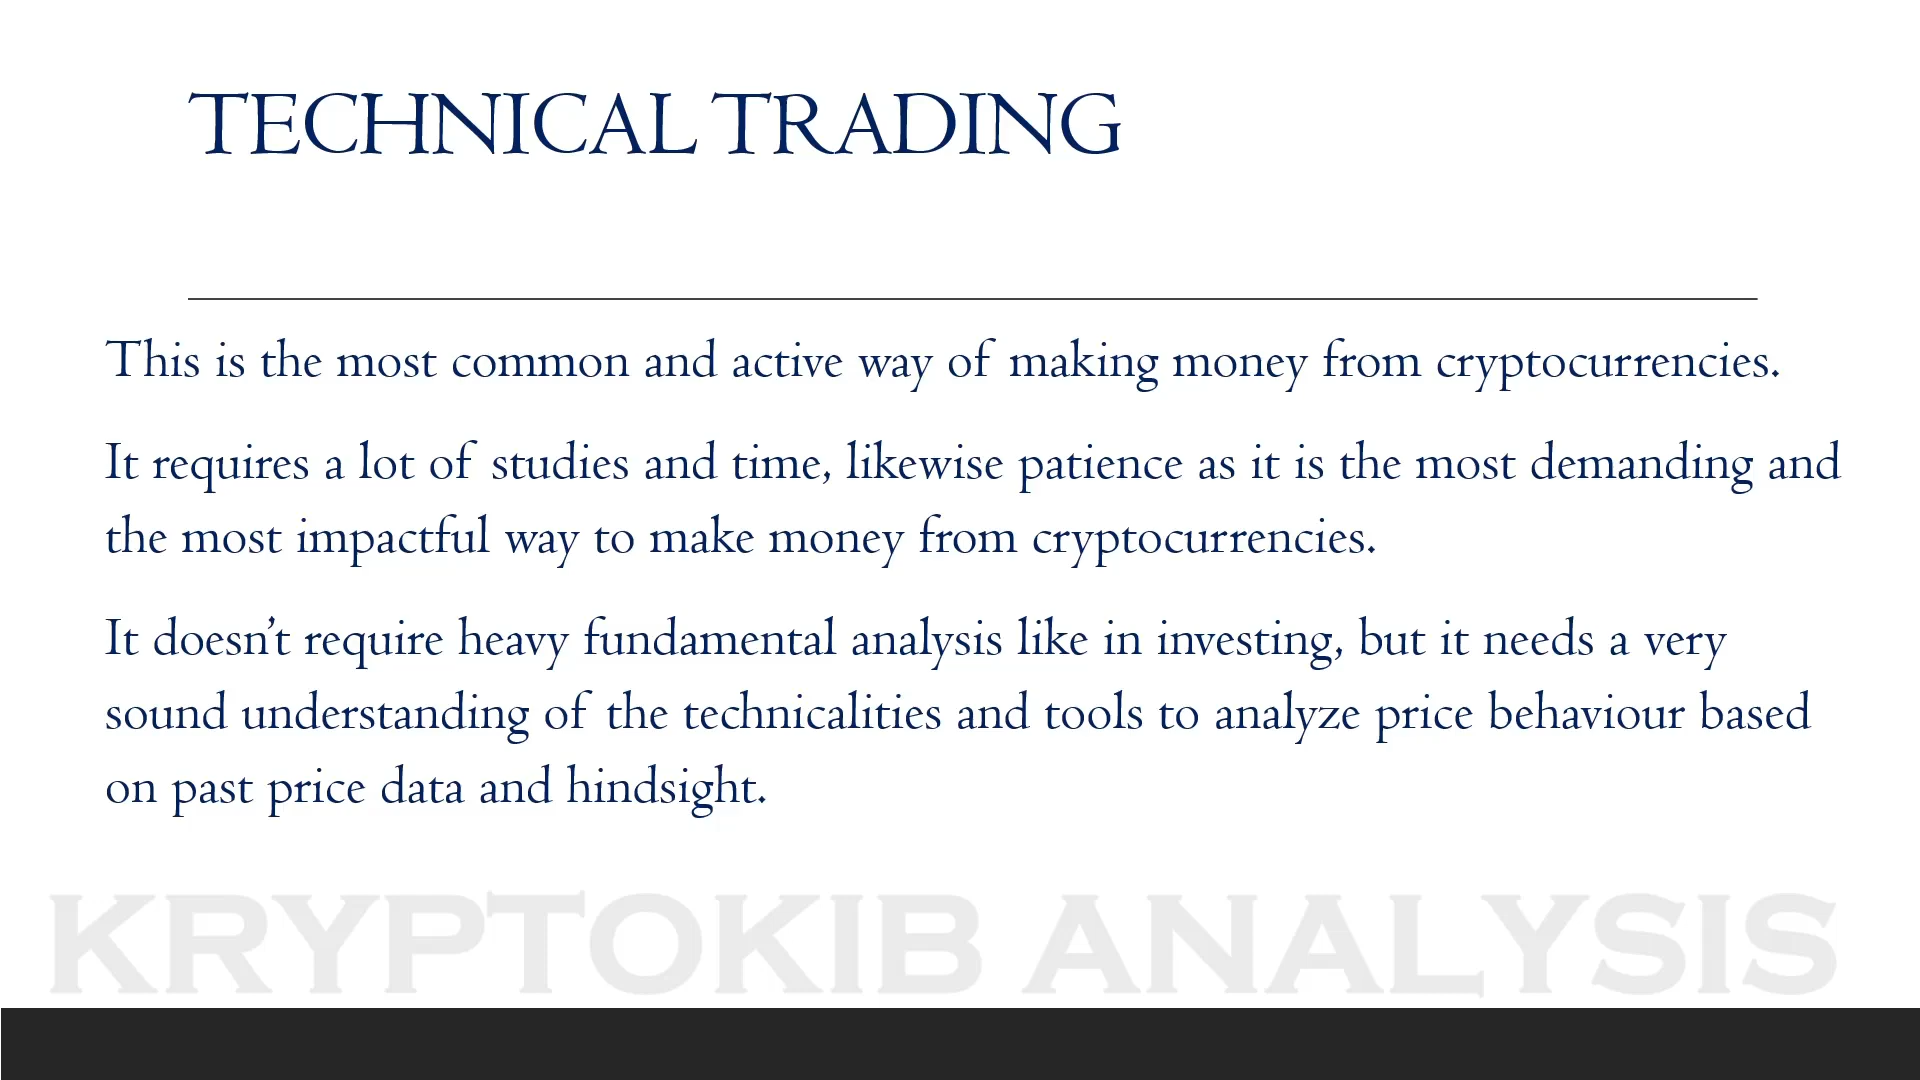 TECHNICAL TRADING
This is the most common and active way of making money from cryptocurrencies.
It requires a lot of studies and time, likewise patience as it is the most demanding and
the most impactful way to make money from cryptocurrencies.
It doesn’t require heavy fundamental analysis like in investing, but it needs a very
sound understanding of the technicalities and tools to analyze price behaviour based
on past price data and hindsight.
KRYPTOKIB ANALYSIS